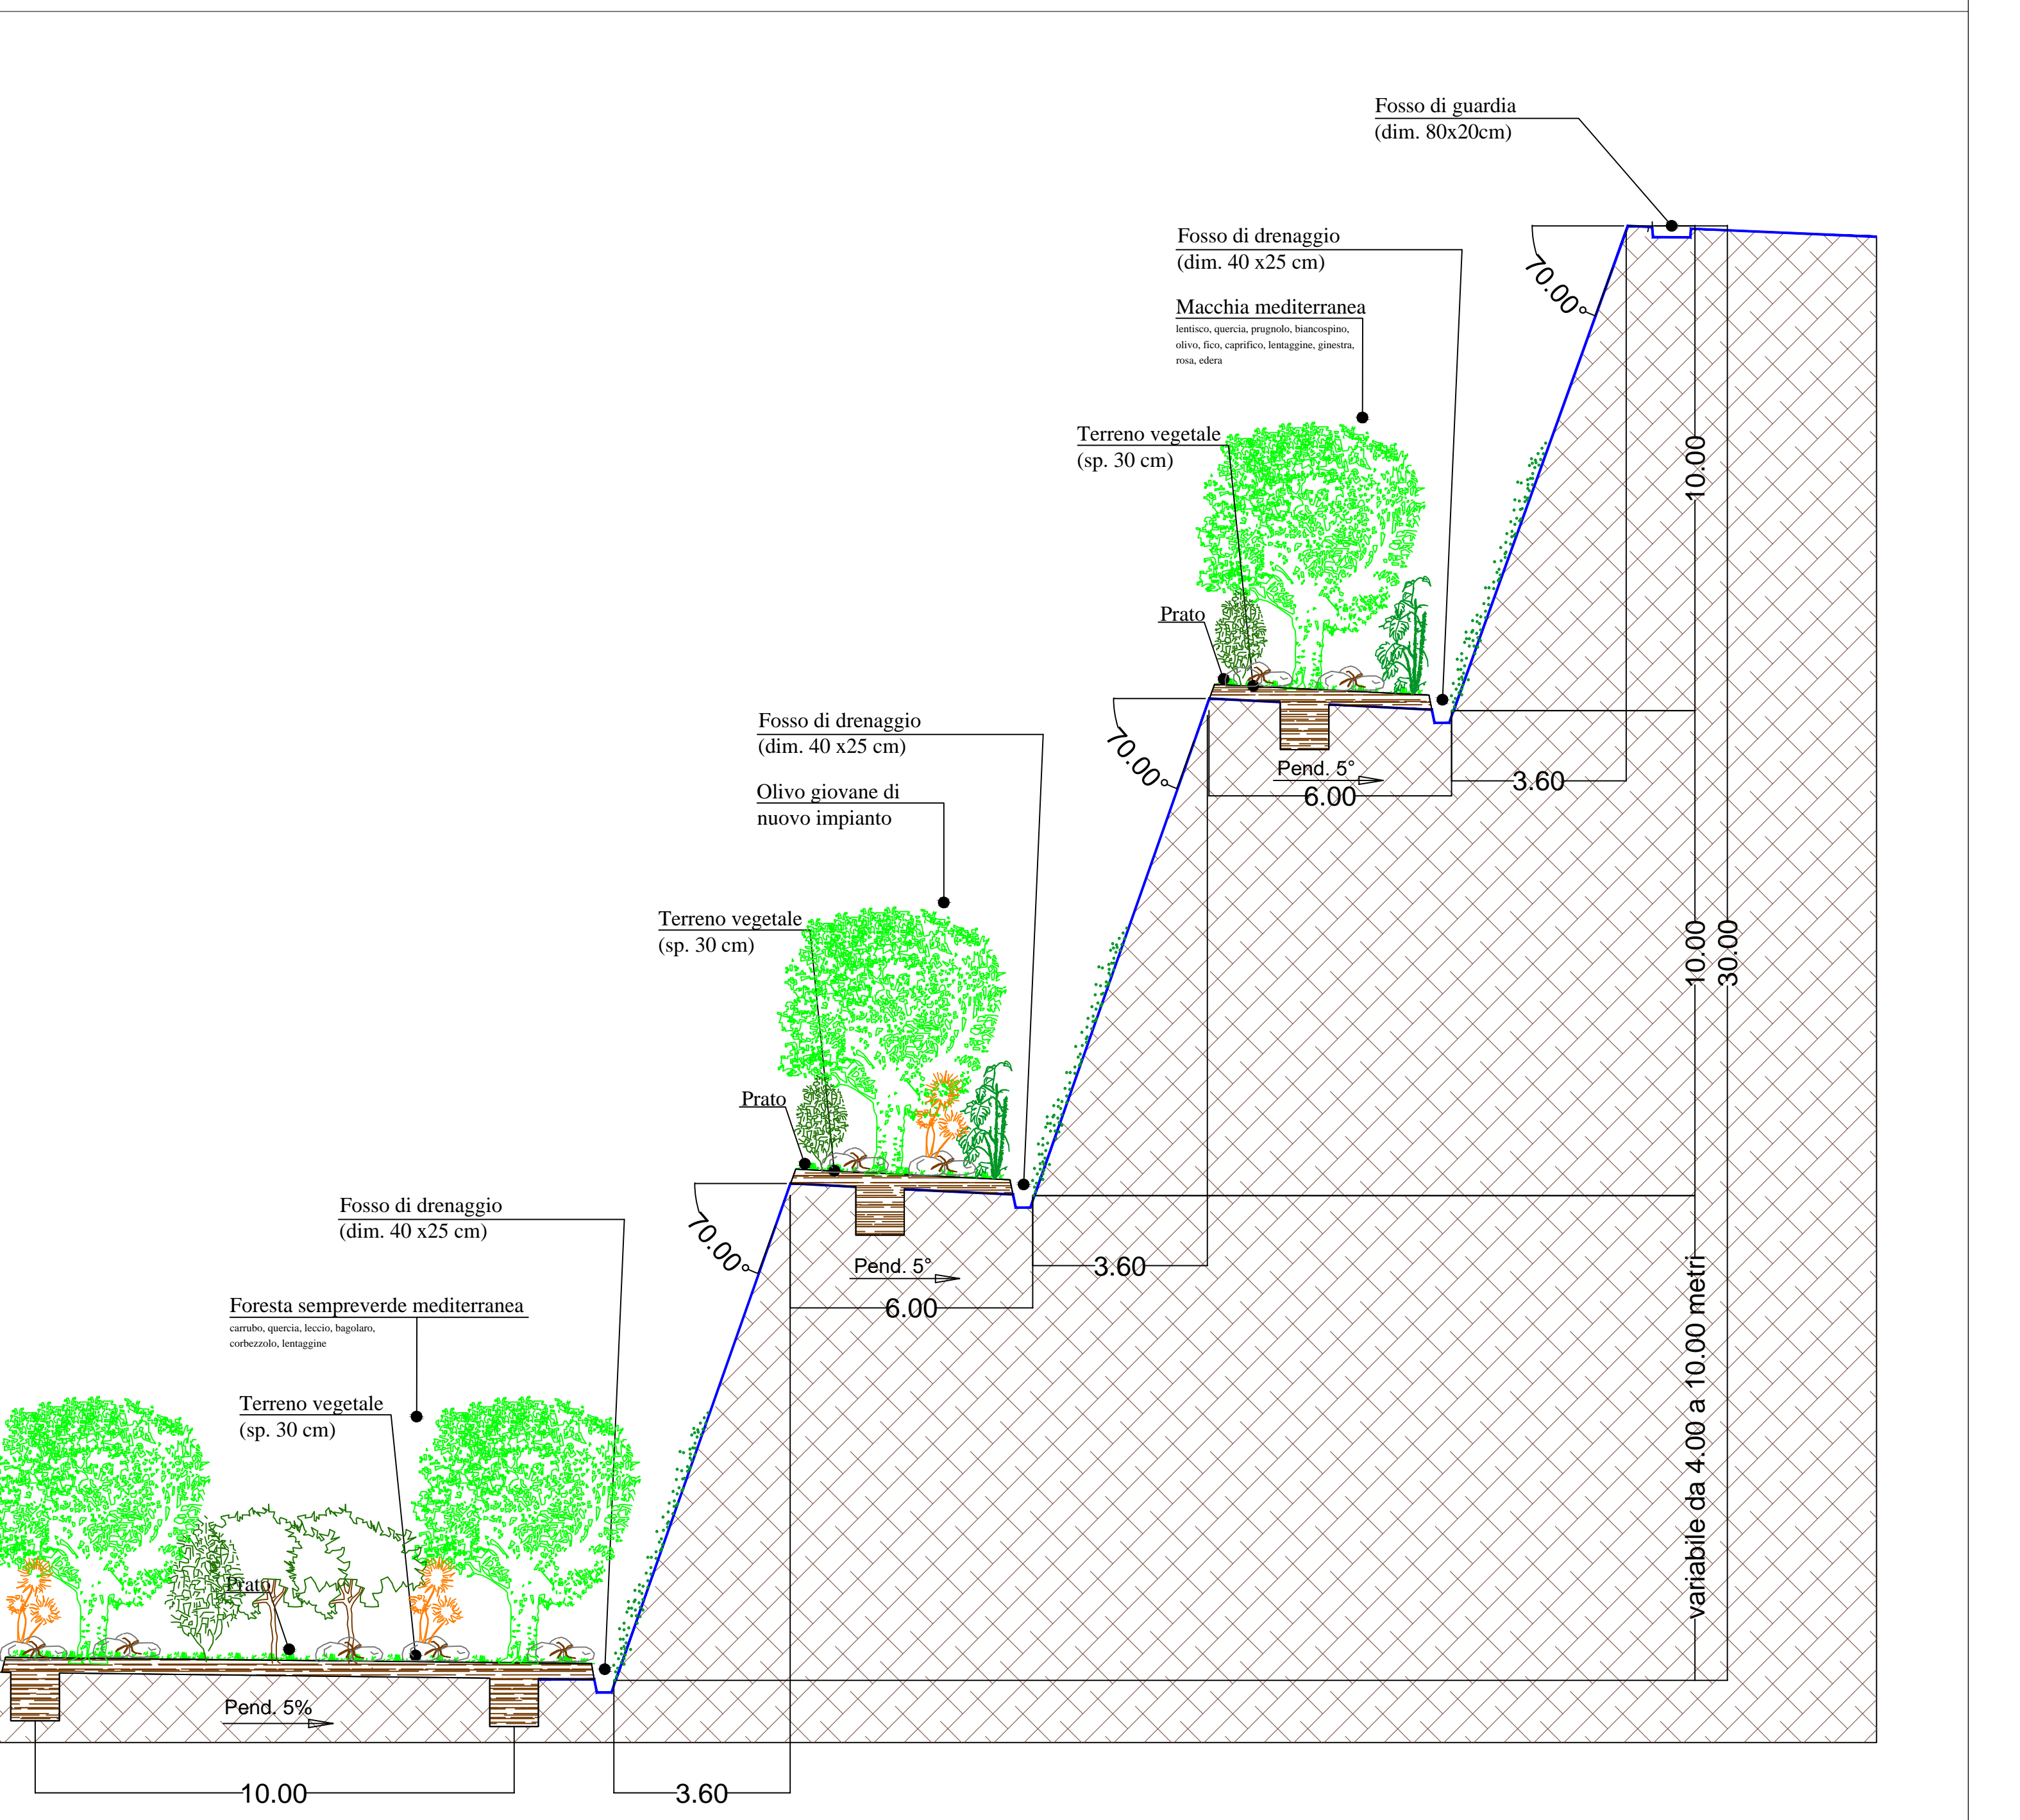 Fosso di guardia
(dim. 80x20cm)
Fosso di drenaggio
(dim. 40 x25 cm)
70.00°
Macchia mediterranea
lentisco, quercia, prugnolo, biancospino,
olivo, fico, caprifico, lentaggine, ginestra,
rosa, edera
Terreno vegetale
(sp. 30 cm)
10.00
Prato
70.00°
Pend. 5°
6.00
3.60
Fosso di drenaggio
(dim. 40 x25 cm)
Olivo giovane di
nuovo impianto
Terreno vegetale
(sp. 30 cm)
10.00
30.00
Prato
70.00°
Pend. 5°
6.00
3.60
Fosso di drenaggio
(dim. 40 x25 cm)
Foresta sempreverde mediterranea
carrubo, quercia, leccio, bagolaro,
corbezzolo, lentaggine
Terreno vegetale
(sp. 30 cm)
variabile da 4.00 a 10.00 metri
Prato
Pend. 5%
10.00
3.60